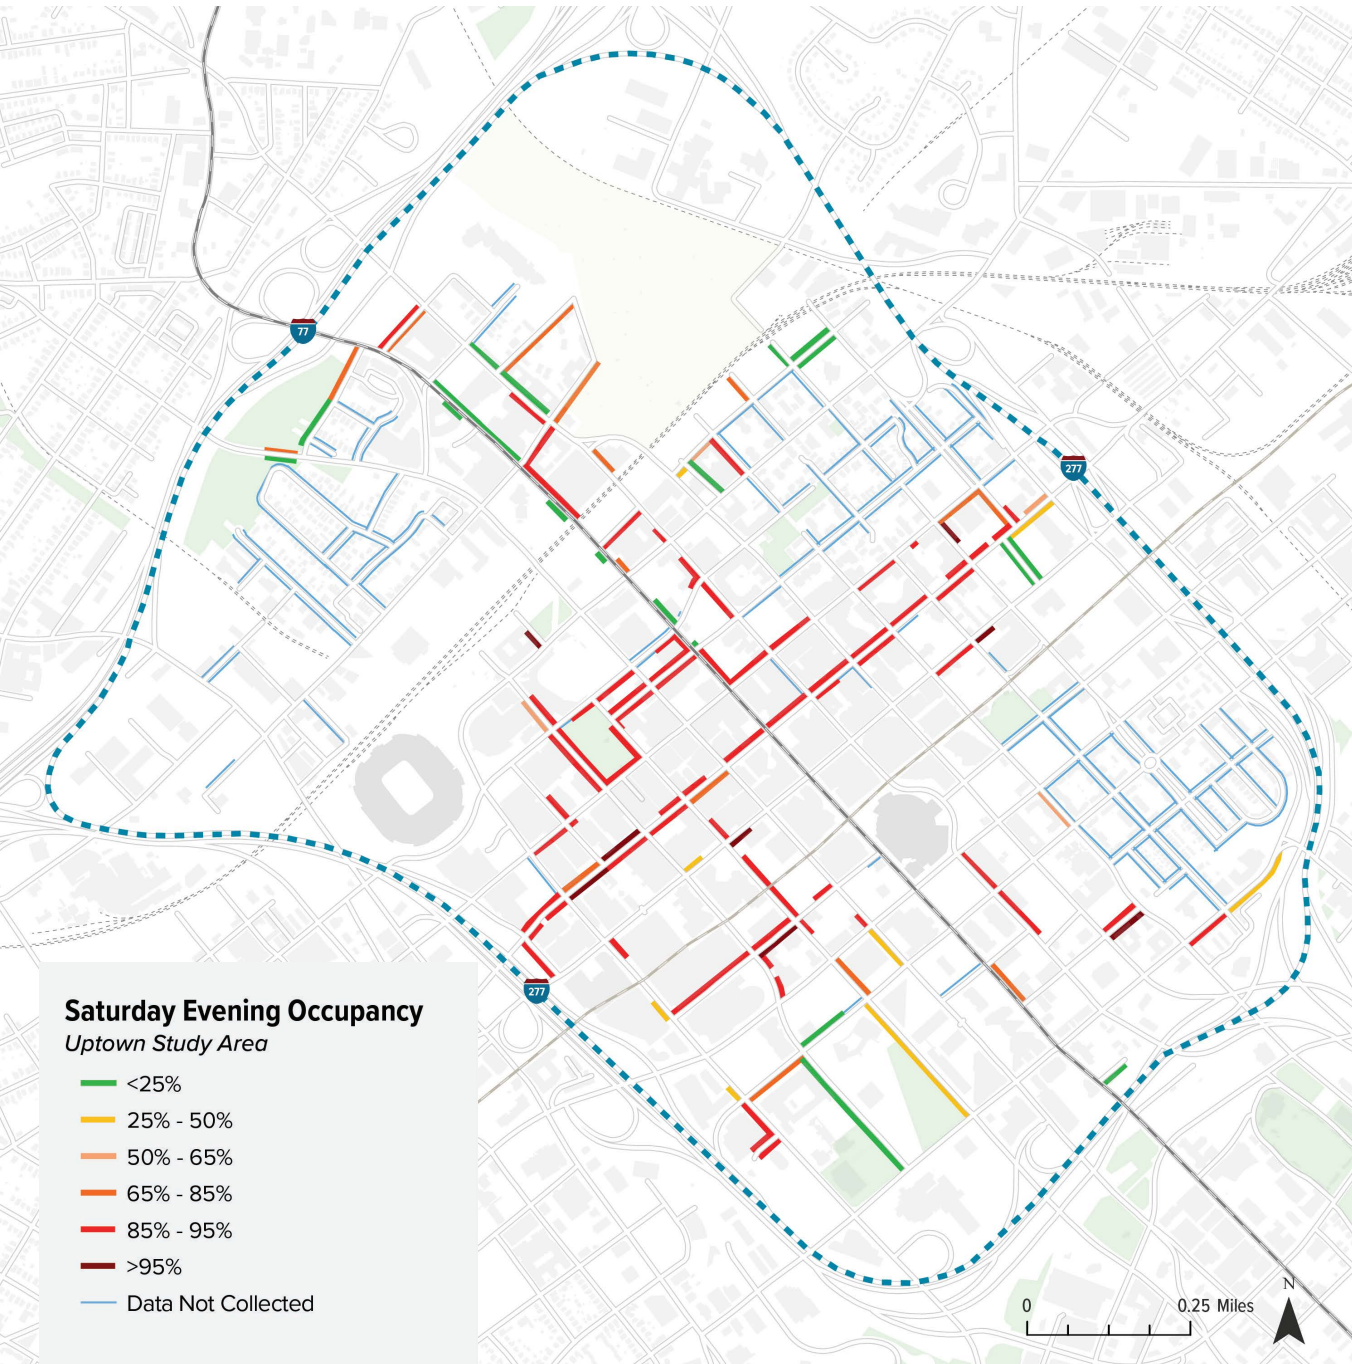 77
277
277
Saturday Evening Occupancy
Uptown Study Area
<25%
25% - 50%
50% - 65%
65% - 85%
85% - 95%
>95%
Data Not Collected
N
0 0.25 Miles